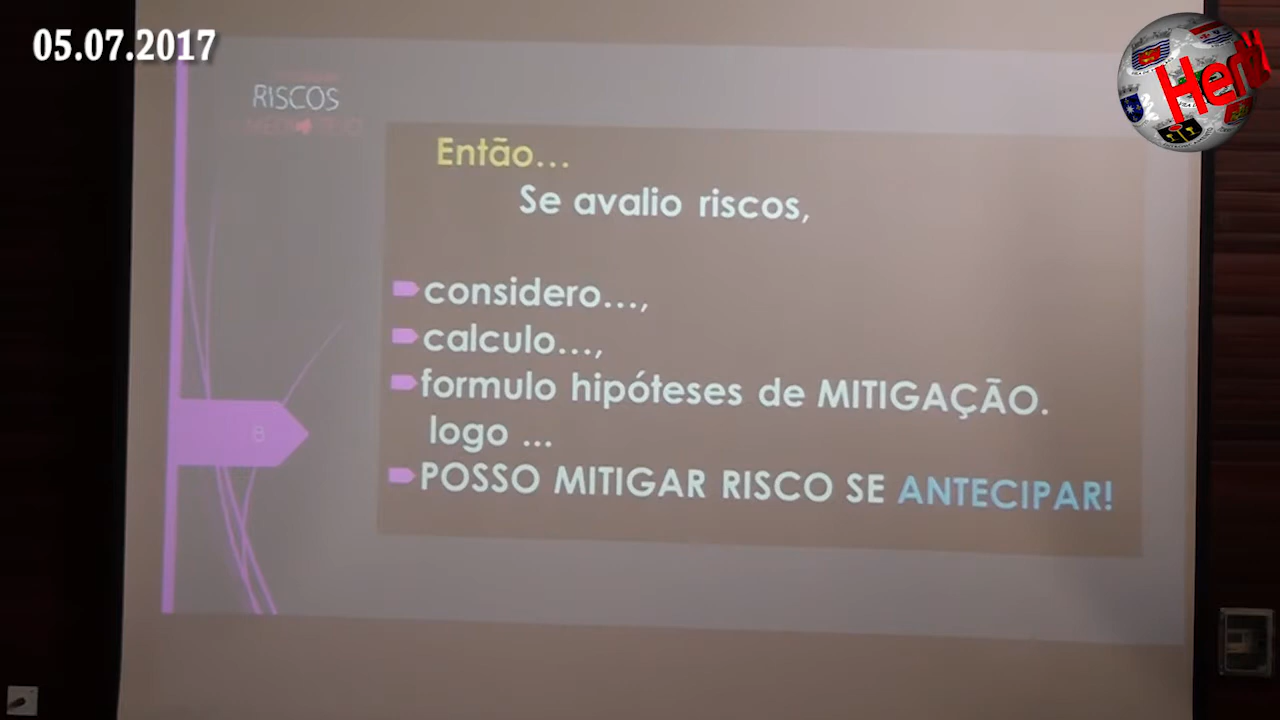 05.07.2017
RISCOS
Então...
Se avalio riscos,
considero...,
calculo...,
formulo hipóteses de MITIGAÇÃO.
logo ...
POSSO MITIGAR RISCO SE ANTECIPAR!
8